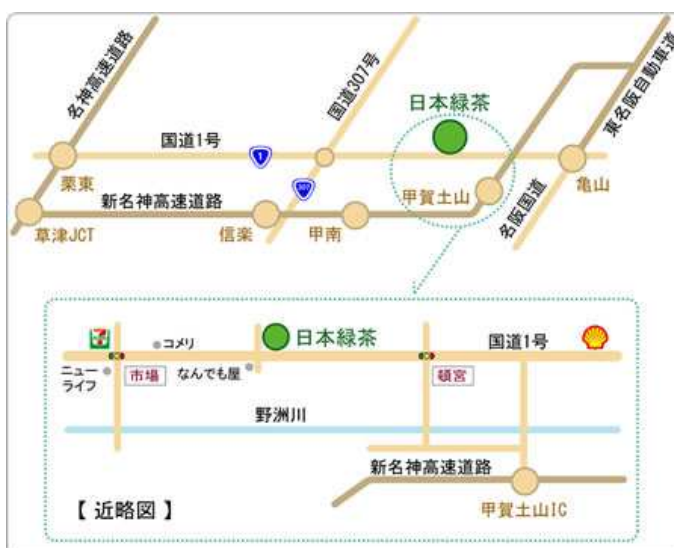 名神高速道路
国道307号
東名阪自動車道
日本緑茶
国道1号
1
栗東
307
甲賀土山
亀山
新名神高速道路
名阪国道
草津JCT
信楽
甲南
7
コメリ
日本緑茶
国道1号
ニュー
ライフ
市場
なんでも屋
頓宮
野洲川
新名神高速道路
【 近略図 】
甲賀土山IC